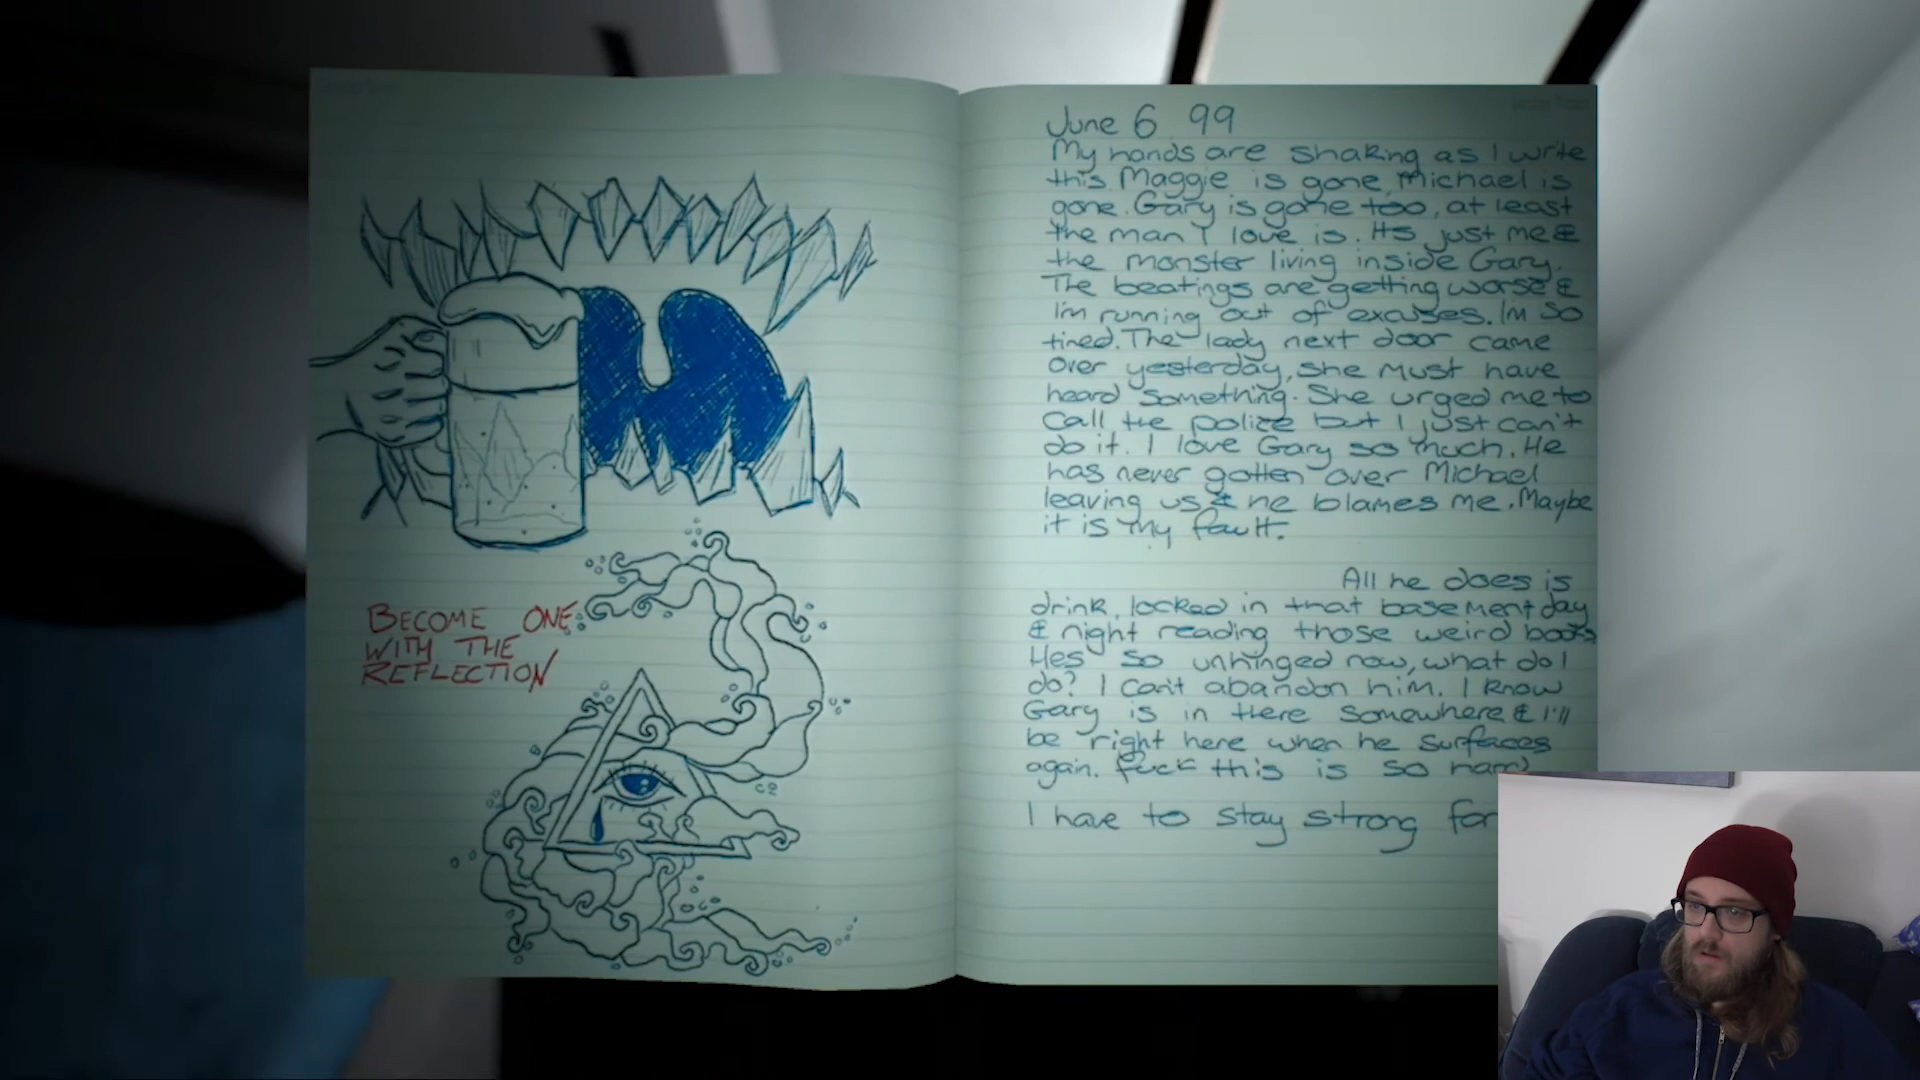 BECOME ONE
WITH THE
REFLECTION
June 6 99
My hands are shaking as I write
this. Maggie is gone, Michael is
gone. Gary is gone too, at least
the man I love is. Its just me &
the monster living inside Gary.
The beatings are getting worse &
I'm running out of excuses. I'm so
tired. The lady next door came
over yesterday, she must have
heard something. She urged me to
call the police but I just can't
do it. I love Gary so much. He
has never gotten over Michael
leaving us & he blames me. Maybe
it is my fault.
All he does is
drink, locked in that basement day
& night reading those weird books
Hes so unhinged now, what do I
do? I can't abandon him. I know
Gary is in there somewhere & I'll
be right here when he surfaces
again. Fuck this is so hard
I have to stay strong for